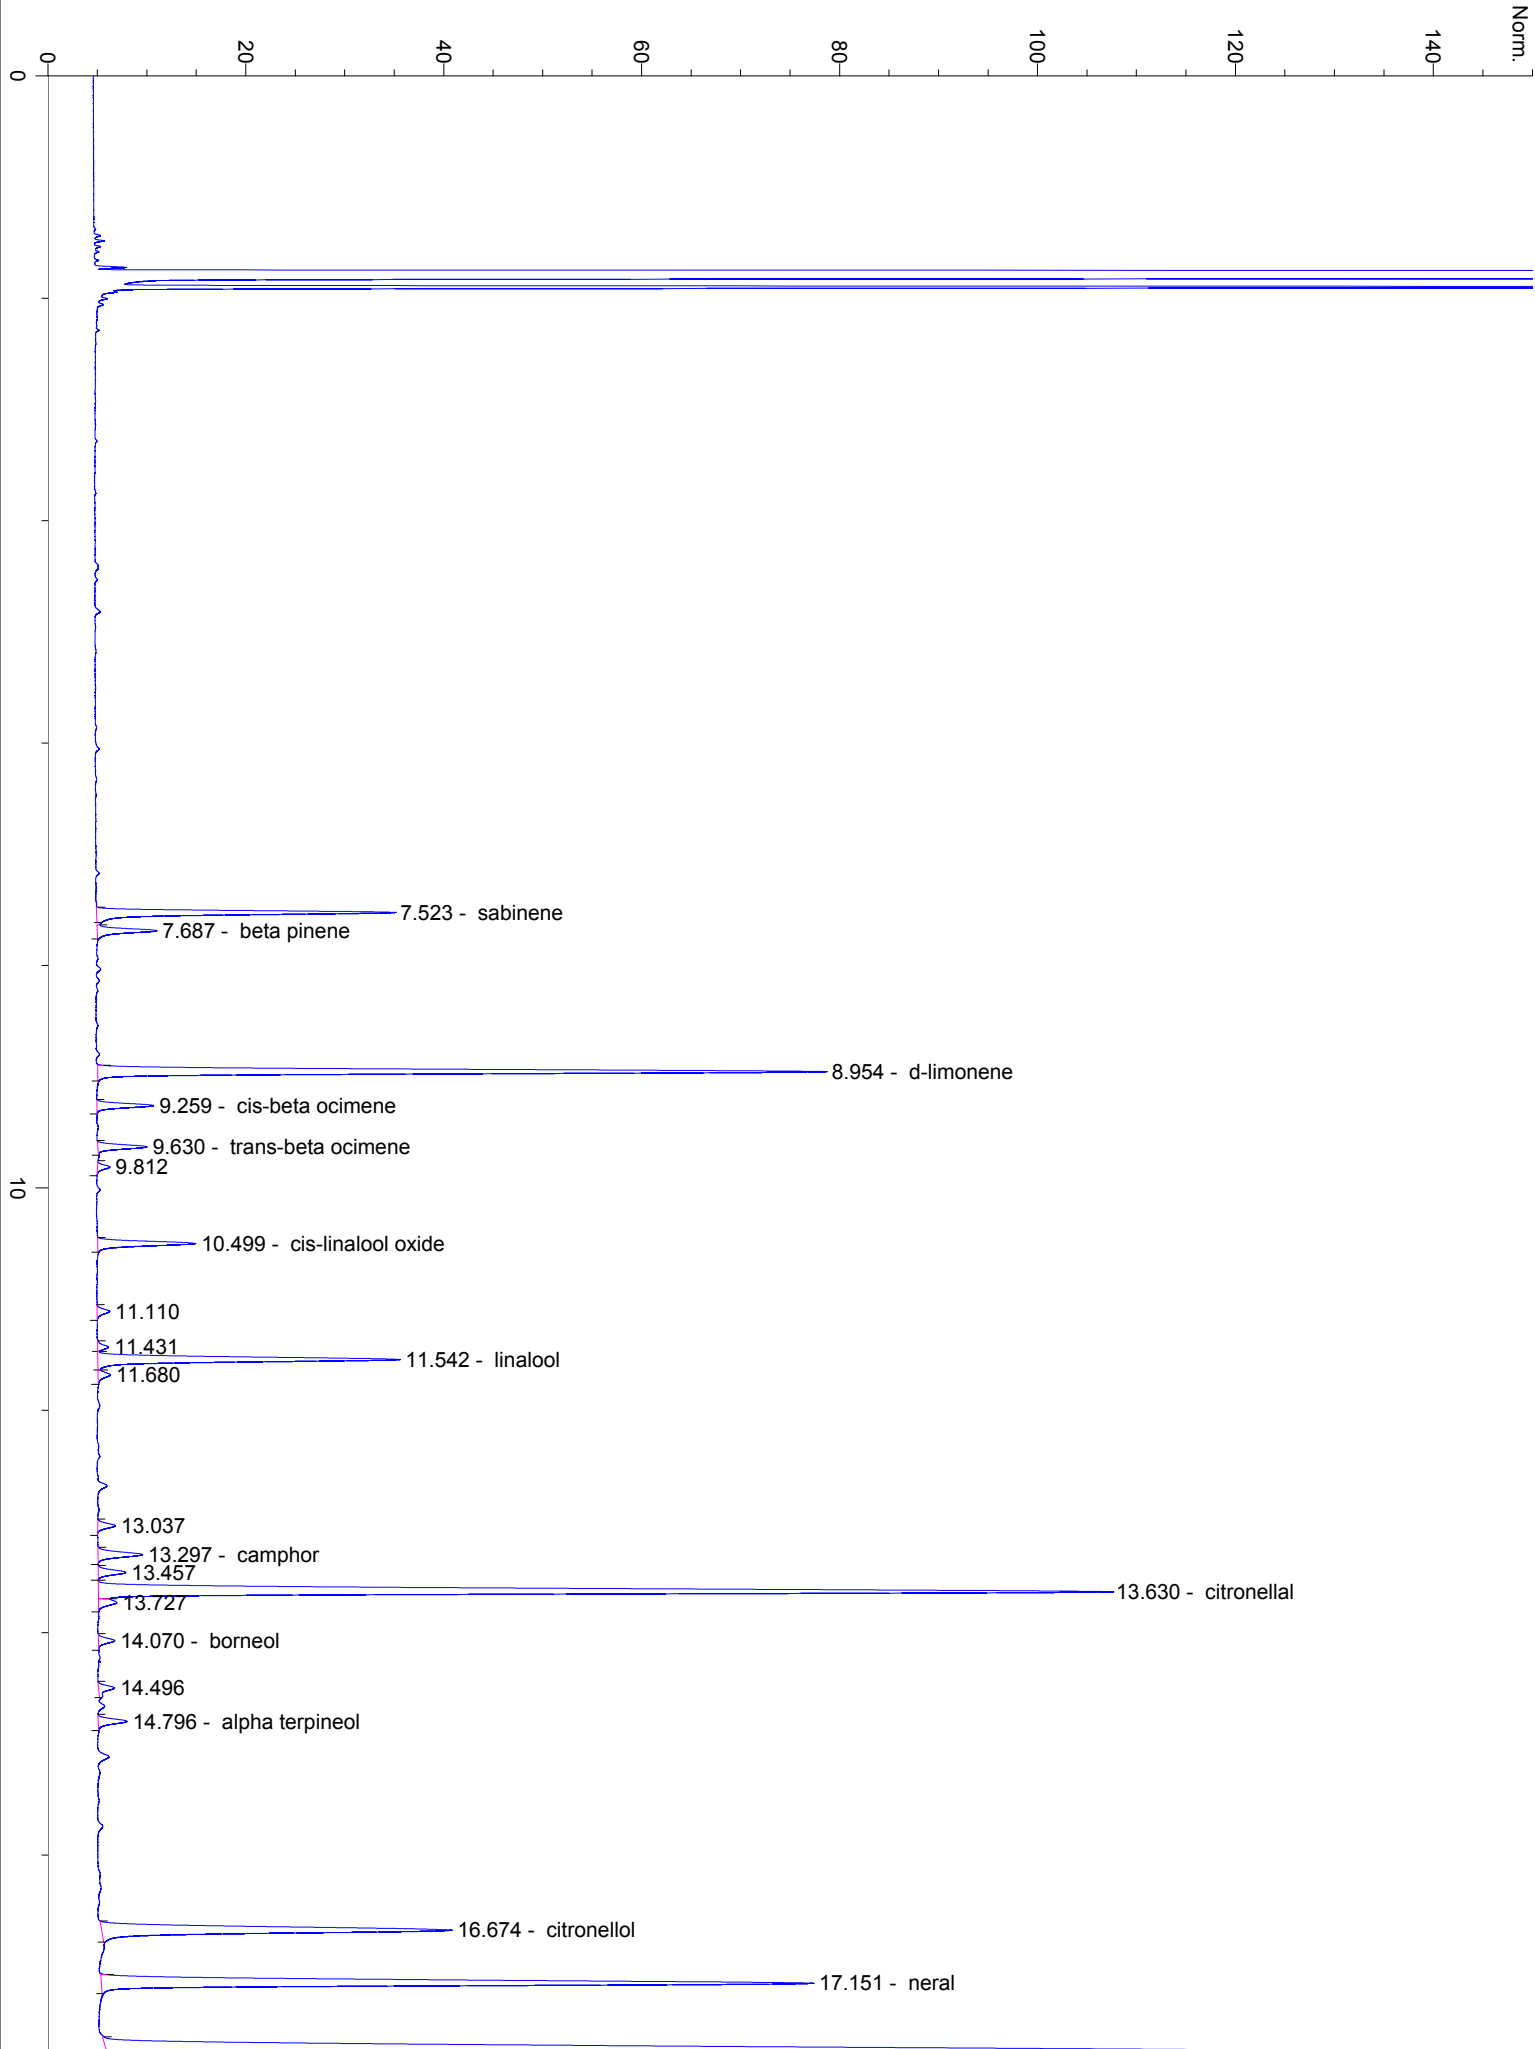 Norm.
0
20
40
60
80
100
120
140
0
10
7.523 - sabinene
7.687 - beta pinene
8.954 - d-limonene
9.259 - cis-beta ocimene
9.630 - trans-beta ocimene
9.812
10.499 - cis-linalool oxide
11.110
11.431
11.542 - linalool
11.680
13.037
13.297 - camphor
13.457
13.630 - citronellal
13.727
14.070 - borneol
14.496
14.796 - alpha terpineol
16.674 - citronellol
17.151 - neral